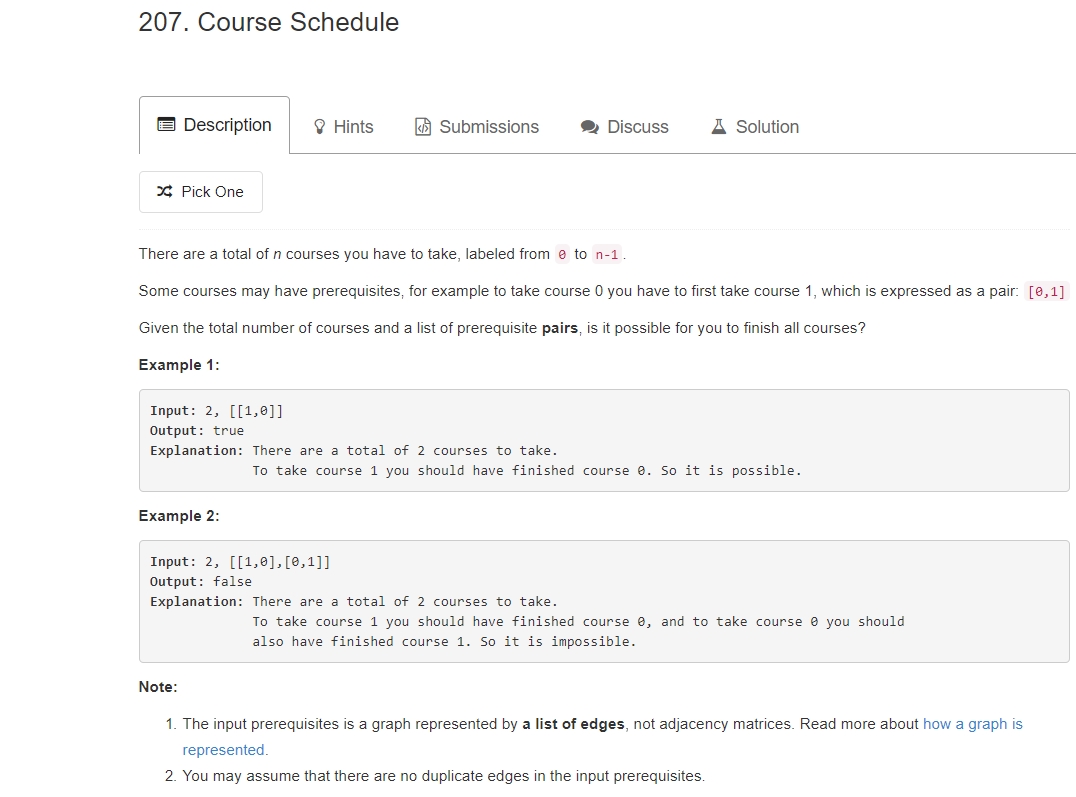 207. Course Schedule
Description
Hints
Submissions
Discuss
Solution
Pick One
There are a total of n courses you have to take, labeled from 0 to n-1.
Some courses may have prerequisites, for example to take course 0 you have to first take course 1, which is expressed as a pair: [0,1]
Given the total number of courses and a list of prerequisite pairs, is it possible for you to finish all courses?
Example 1:
Input: 2, [[1,0]]
Output: true
Explanation: There are a total of 2 courses to take.
To take course 1 you should have finished course 0. So it is possible.
Example 2:
Input: 2, [[1,0],[0,1]]
Output: false
Explanation: There are a total of 2 courses to take.
To take course 1 you should have finished course 0, and to take course 0 you should
also have finished course 1. So it is impossible.
Note:
1. The input prerequisites is a graph represented by a list of edges, not adjacency matrices. Read more about how a graph is
represented.
2. You may assume that there are no duplicate edges in the input prerequisites.